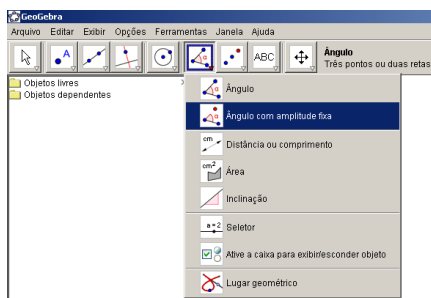 GeoGebra
Arquivo Editar Exibir Opções Ferramentas Janela Ajuda
A
α
ABC
Ângulo
Três pontos ou duas retas
Objetos livres
Objetos dependentes
α Ângulo
α Ângulo com amplitude fixa
cm Distância ou comprimento
cm² Área
Inclinação
a=2 Seletor
Ative a caixa para exibir/esconder objeto
Lugar geométrico